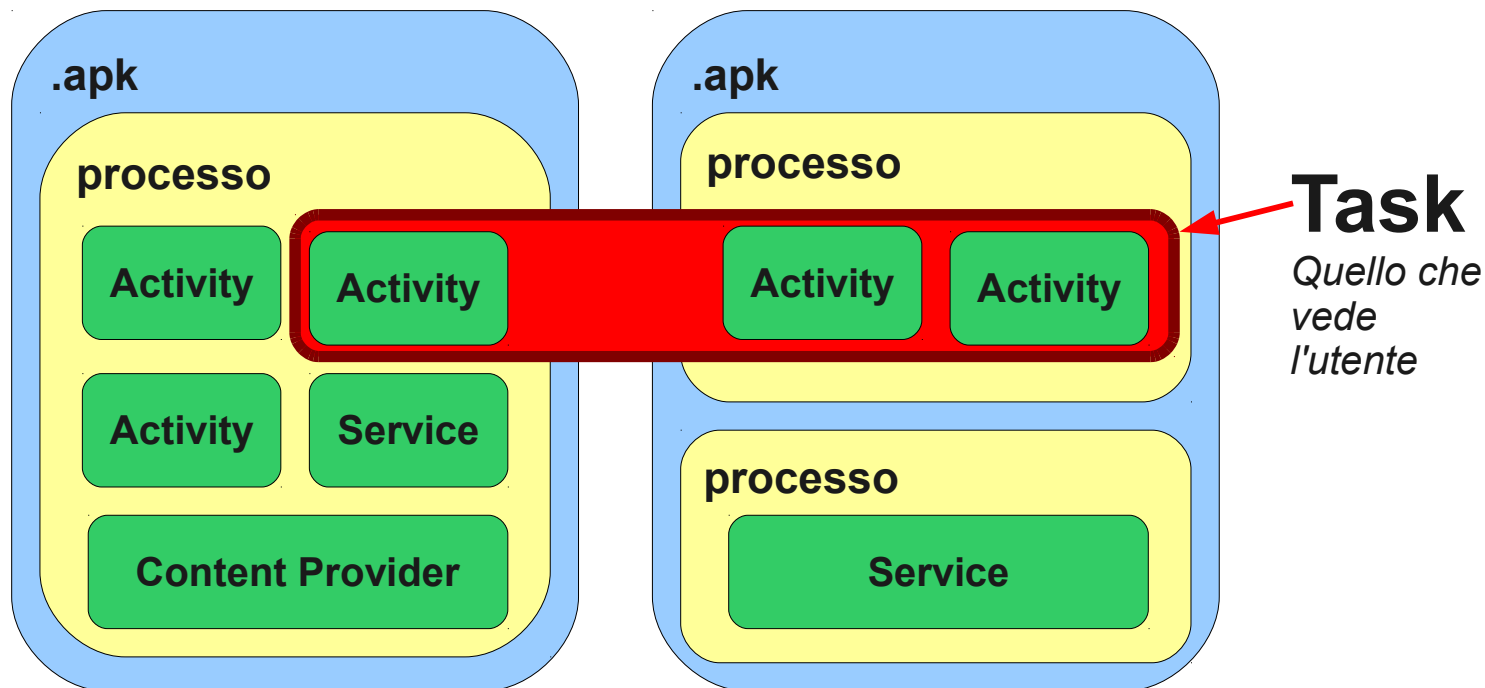 .apk
processo
Activity
Activity
Activity
Service
Content Provider
.apk
processo
Activity
Activity
processo
Service
Task
Quello che
vede
l'utente